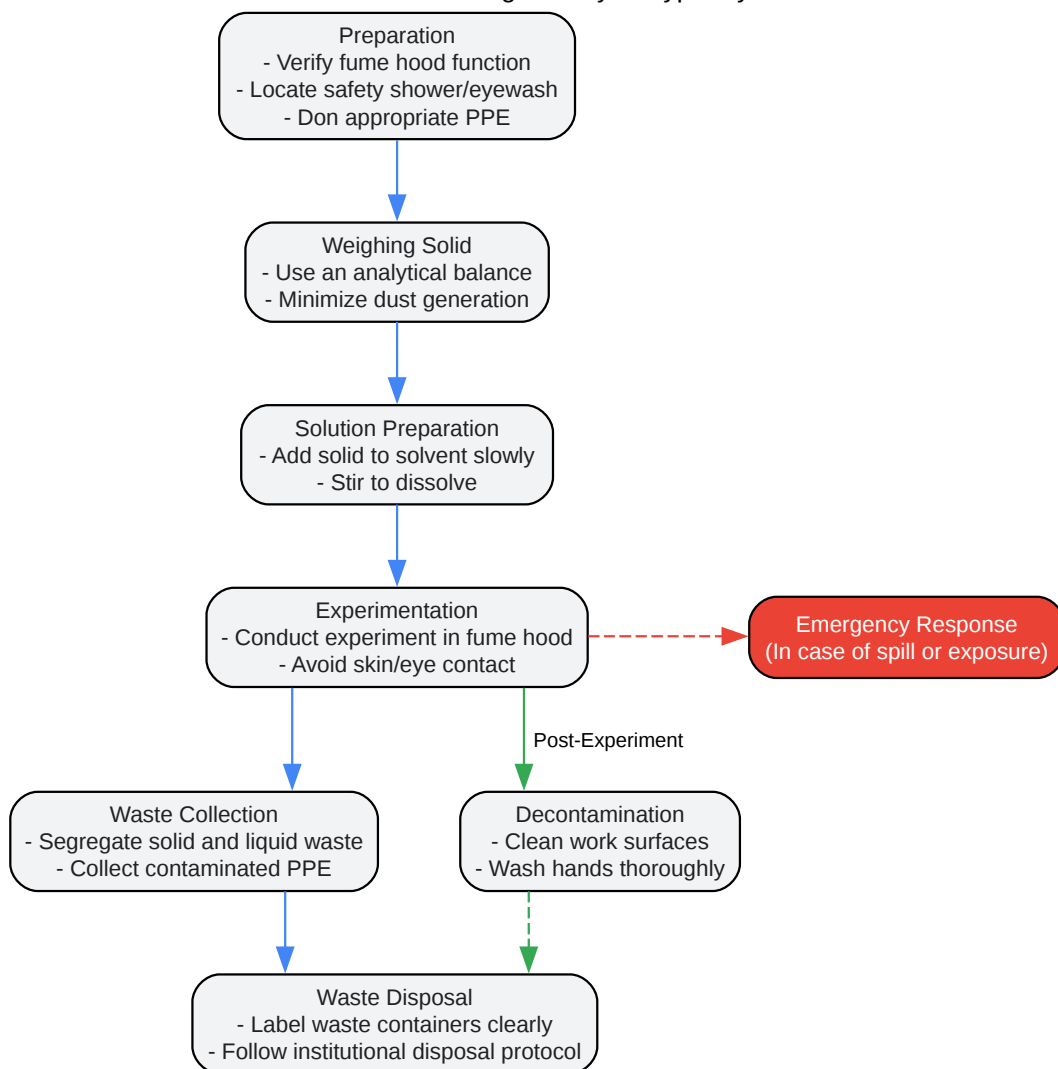 Preparation
- Verify fume hood function
- Locate safety shower/eyewash
- Don appropriate PPE
Weighing Solid
- Use an analytical balance
- Minimize dust generation
Solution Preparation
- Add solid to solvent slowly
- Stir to dissolve
Experimentation
- Conduct experiment in fume hood
- Avoid skin/eye contact
Emergency Response
(In case of spill or exposure)
Post-Experiment
Waste Collection
- Segregate solid and liquid waste
- Collect contaminated PPE
Decontamination
- Clean work surfaces
- Wash hands thoroughly
Waste Disposal
- Label waste containers clearly
- Follow institutional disposal protocol